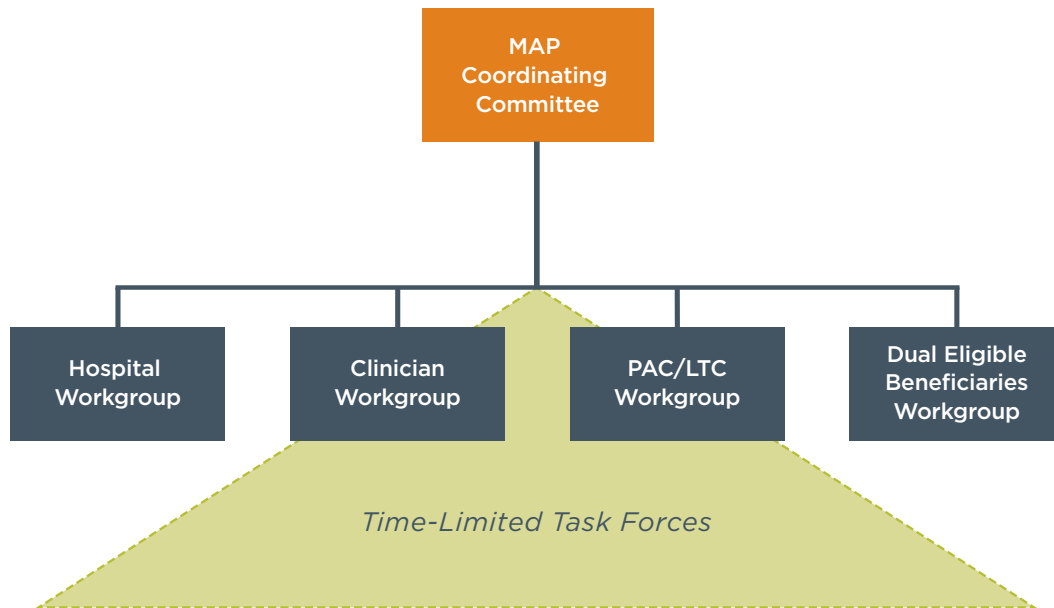 MAP
Coordinating
Committee
Hospital
Workgroup
Clinician
Workgroup
PAC/LTC
Workgroup
Dual Eligible
Beneficiaries
Workgroup
Time-Limited Task Forces